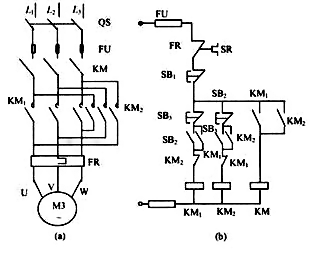 L₁ L₂ L₃
QS
FU
KM
KM₁
KM₂
FR
U
V
W
M3
~
(a)
FU
FR
SR
SB₁
SB₂
KM₁
SB₃
KM₂
SB₂
SB₃
KM₂
KM₁
KM₂
KM₁
KM₁
KM₂
KM
(b)